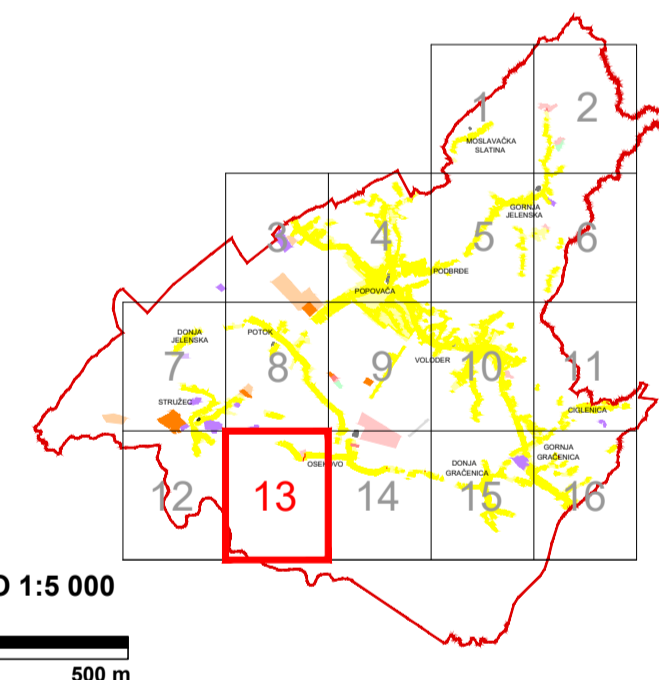 1
2
MOSLAVAČKA
SLATINA
3
4
5
GORNJA
JELENSKA
6
PODBRĐE
POPOVAČA
DONJA
JELENSKA
POTOK
7
8
9
VOLODER
10
11
STRUŽEC
CIGLENICA
12
13
OSEKOVO
14
DONJA
GRAČENICA
15
GORNJA
GRAČENICA
16
1:5 000
500 m